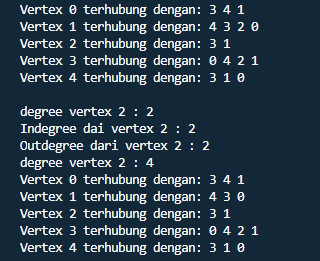 Vertex 0 terhubung dengan: 3 4 1
Vertex 1 terhubung dengan: 4 3 2 0
Vertex 2 terhubung dengan: 3 1
Vertex 3 terhubung dengan: 0 4 2 1
Vertex 4 terhubung dengan: 3 1 0
degree vertex 2 : 2
Indegree dai vertex 2 : 2
Outdegree dari vertex 2 : 2
degree vertex 2 : 4
Vertex 0 terhubung dengan: 3 4 1
Vertex 1 terhubung dengan: 4 3 0
Vertex 2 terhubung dengan: 3 1
Vertex 3 terhubung dengan: 0 4 2 1
Vertex 4 terhubung dengan: 3 1 0